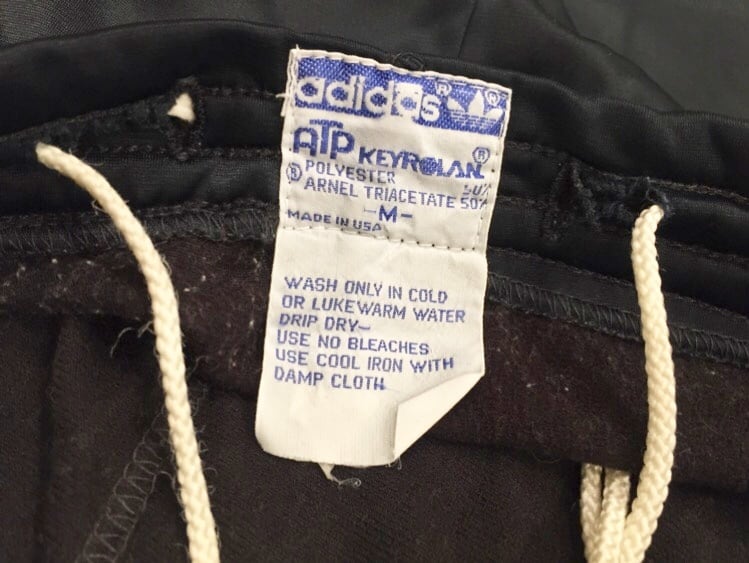 adidas®
ATP KEYROLAN®
® POLYESTER 50%
ARNEL TRIACETATE 50%
-M-
MADE IN USA
WASH ONLY IN COLD
OR LUKEWARM WATER
DRIP DRY-
USE NO BLEACHES
USE COOL IRON WITH
DAMP CLOTH